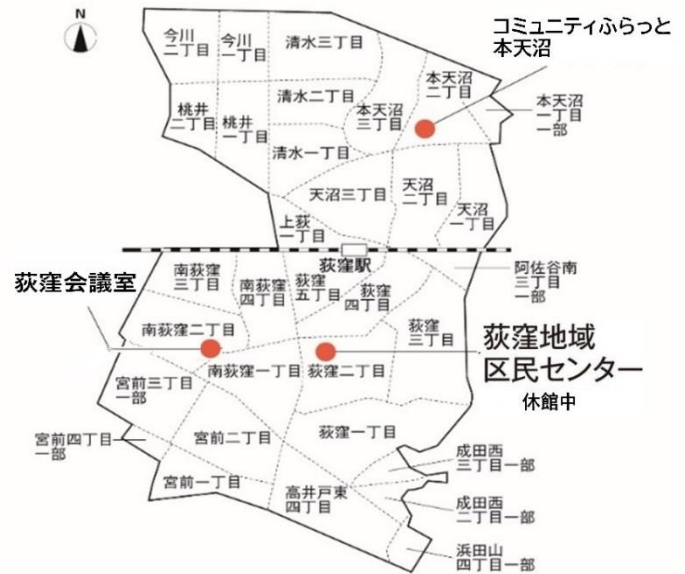 N
コミュニティふらっと
本天沼
今川
二丁目
今川
一丁目
清水三丁目
本天沼
二丁目
清水二丁目
本天沼
三丁目
本天沼
一丁目
一部
桃井
二丁目
桃井
一丁目
清水一丁目
天沼三丁目
天沼
二丁目
天沼
一丁目
上荻
一丁目
荻窪駅
阿佐谷南
三丁目
一部
荻窪会議室
南荻窪
三丁目
南荻窪
四丁目
荻窪
五丁目
荻窪
四丁目
荻窪
三丁目
南荻窪二丁目
荻窪地域
区民センター
休館中
南荻窪一丁目
荻窪二丁目
宮前三丁目
一部
宮前四丁目
一部
宮前二丁目
荻窪一丁目
宮前一丁目
高井戸東
四丁目
成田西
三丁目一部
成田西
二丁目一部
浜田山
四丁目一部